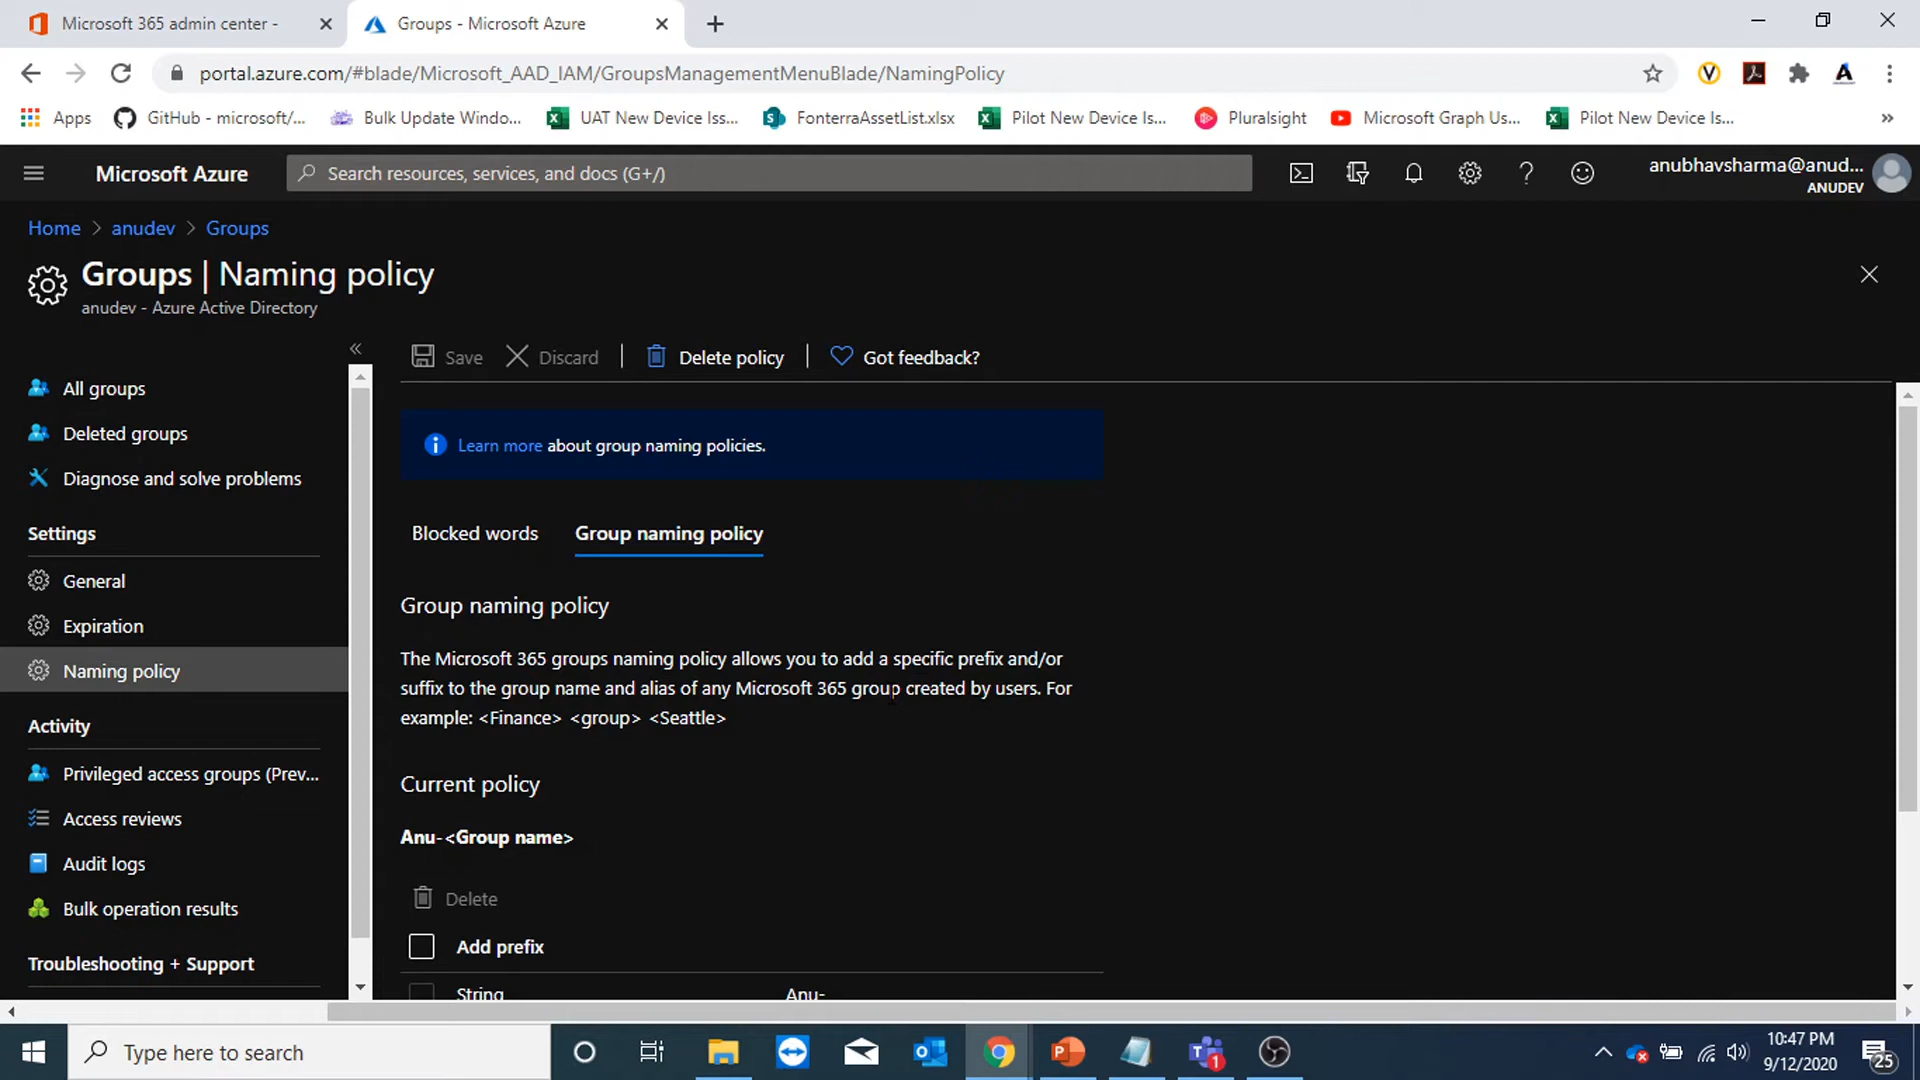 Microsoft 365 admin center -
Groups - Microsoft Azure
portal.azure.com/#blade/Microsoft_AAD_IAM/GroupsManagementMenuBlade/NamingPolicy
Apps
GitHub - microsoft/...
Bulk Update Windo...
UAT New Device Iss...
FonterraAssetList.xlsx
Pilot New Device Is...
Pluralsight
Microsoft Graph Us...
Pilot New Device Is...
Microsoft Azure
Search resources, services, and docs (G+/)
anubhavsharma@anud...
ANUDEV
Home > anudev > Groups
Groups | Naming policy
anudev - Azure Active Directory
Save
Discard
Delete policy
Got feedback?
All groups
Deleted groups
Diagnose and solve problems
Settings
General
Expiration
Naming policy
Activity
Privileged access groups (Prev...
Access reviews
Audit logs
Bulk operation results
Troubleshooting + Support
Learn more about group naming policies.
Blocked words
Group naming policy
Group naming policy
The Microsoft 365 groups naming policy allows you to add a specific prefix and/or
suffix to the group name and alias of any Microsoft 365 group created by users. For
example: <Finance> <group> <Seattle>
Current policy
Anu-<Group name>
Delete
Add prefix
String
Anu-
Type here to search
1
10:47 PM
9/12/2020
25